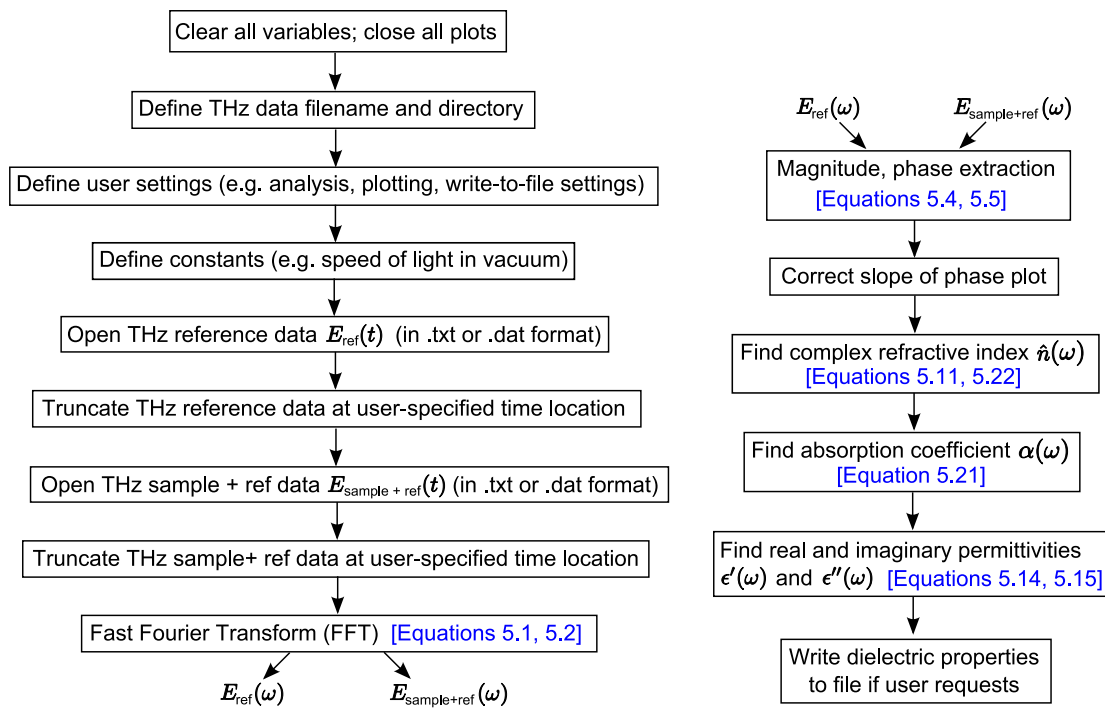 Clear all variables; close all plots
Define THz data filename and directory
Define user settings (e.g. analysis, plotting, write-to-file settings)
Define constants (e.g. speed of light in vacuum)
Open THz reference data E_ref(t) (in .txt or .dat format)
Truncate THz reference data at user-specified time location
Open THz sample + ref data E_sample + ref(t) (in .txt or .dat format)
Truncate THz sample+ ref data at user-specified time location
Fast Fourier Transform (FFT) [Equations 5.1, 5.2]
E_ref(ω) E_sample+ref(ω)
E_ref(ω) E_sample+ref(ω)
Magnitude, phase extraction
[Equations 5.4, 5.5]
Correct slope of phase plot
Find complex refractive index n̂(ω)
[Equations 5.11, 5.22]
Find absorption coefficient α(ω)
[Equation 5.21]
Find real and imaginary permittivities
ϵ′(ω) and ϵ″(ω) [Equations 5.14, 5.15]
Write dielectric properties
to file if user requests